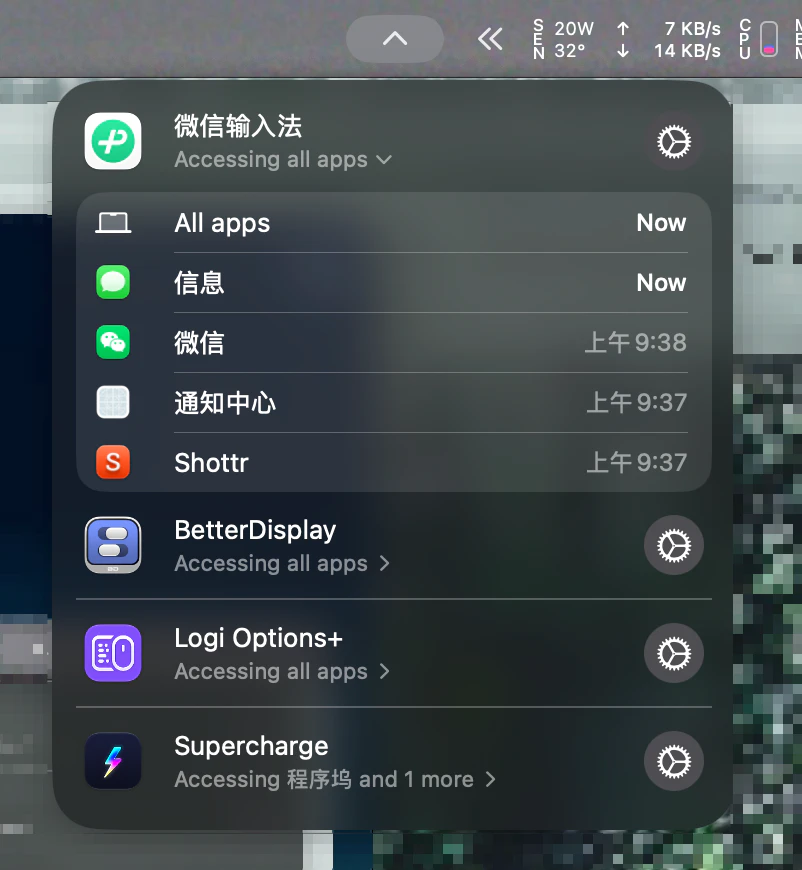 SEN 20W ↑ 7 KB/s CPU
32° ↓ 14 KB/s
微信输入法
Accessing all apps
All apps Now
信息 Now
微信 上午 9:38
通知中心 上午 9:37
S Shottr 上午 9:37
BetterDisplay
Accessing all apps
Logi Options+
Accessing all apps
Supercharge
Accessing 程序坞 and 1 more